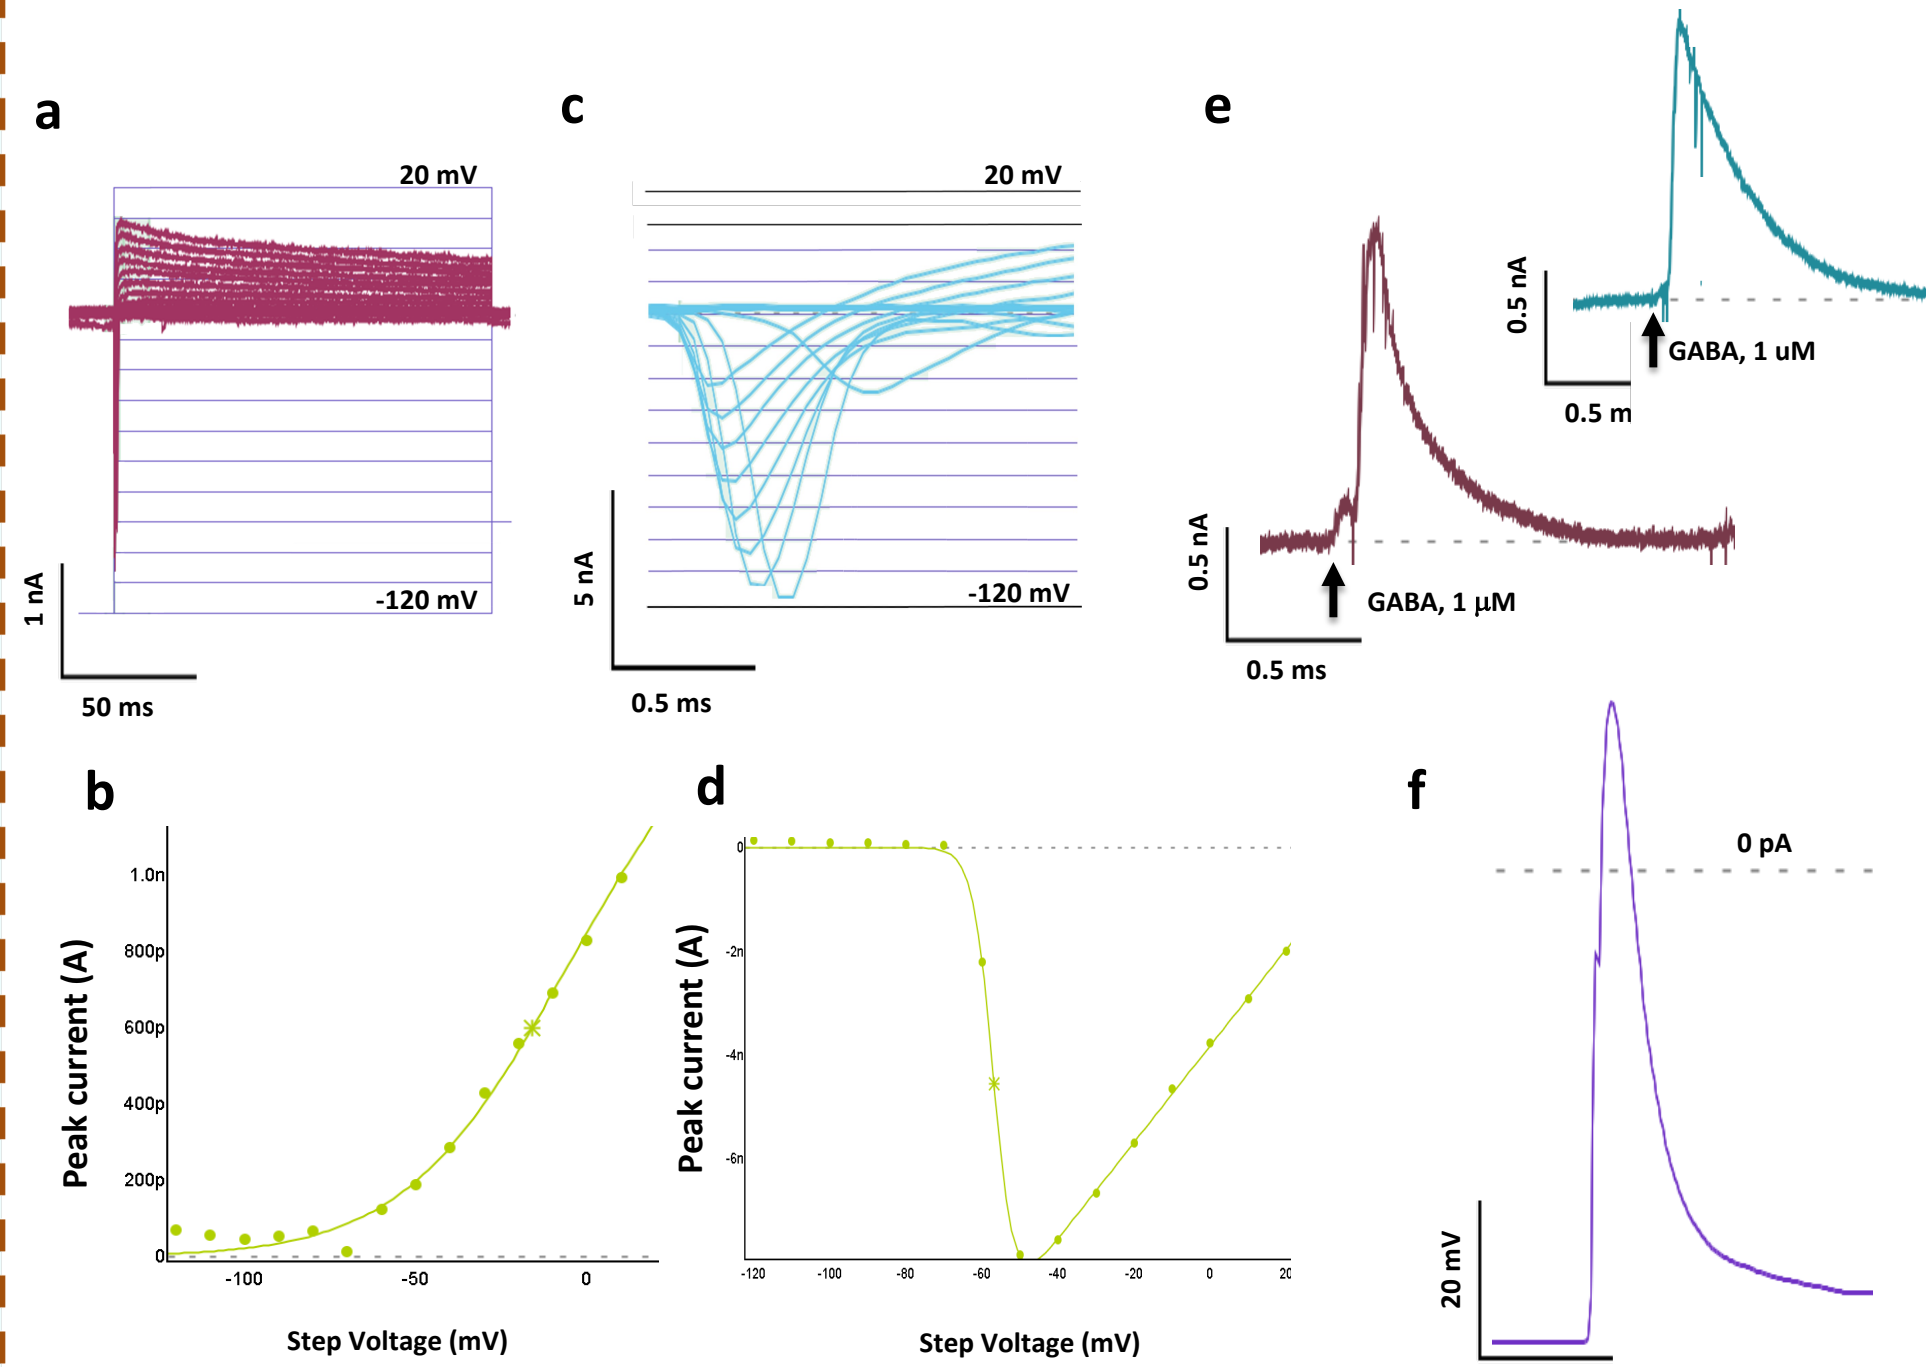 a
20 mV
-120 mV
1 nA
50 ms
c
20 mV
-120 mV
5 nA
0.5 ms
e
0.5 nA
GABA, 1 uM
0.5 m
0.5 nA
GABA, 1 µM
0.5 ms
b
Peak current (A)
1.0n
800p
600p
400p
200p
0
-100
-50
0
Step Voltage (mV)
d
Peak current (A)
0
-2n
-4n
-6n
-120
-100
-80
-60
-40
-20
0
20
Step Voltage (mV)
f
0 pA
20 mV